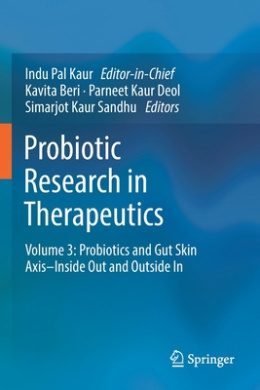 Indu Pal Kaur Editor-in-Chief
Kavita Beri · Parneet Kaur Deol
Simarjot Kaur Sandhu Editors
Probiotic
Research in
Therapeutics
Volume 3: Probiotics and Gut Skin
Axis–Inside Out and Outside In
Springer